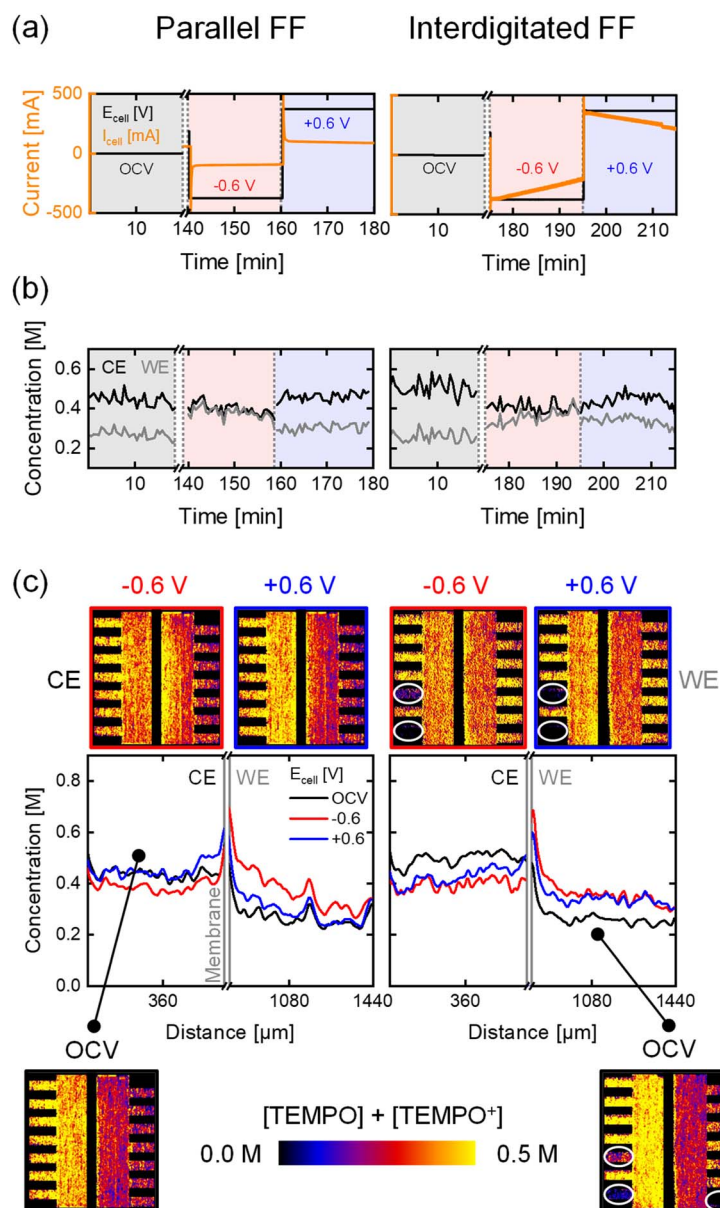 (a)
Parallel FF Interdigitated FF
Current [mA]
500
0
-500
E_cell [V]
I_cell [mA]
OCV
-0.6 V
+0.6 V
OCV
-0.6 V
+0.6 V
10 140 150 160 170 180
10 180 190 200 210
Time [min] Time [min]
(b)
Concentration [M]
0.6
0.4
0.2
CE WE
10 140 150 160 170 180
10 180 190 200 210
Time [min] Time [min]
(c)
-0.6 V +0.6 V -0.6 V +0.6 V
CE WE
Concentration [M]
0.8
0.6
0.4
0.2
0.0
CE WE
E_cell [V]
OCV
-0.6
+0.6
Membrane
CE WE
360 1080 1440
360 1080 1440
Distance [µm] Distance [µm]
OCV OCV
[TEMPO] + [TEMPO⁺]
0.0 M 0.5 M